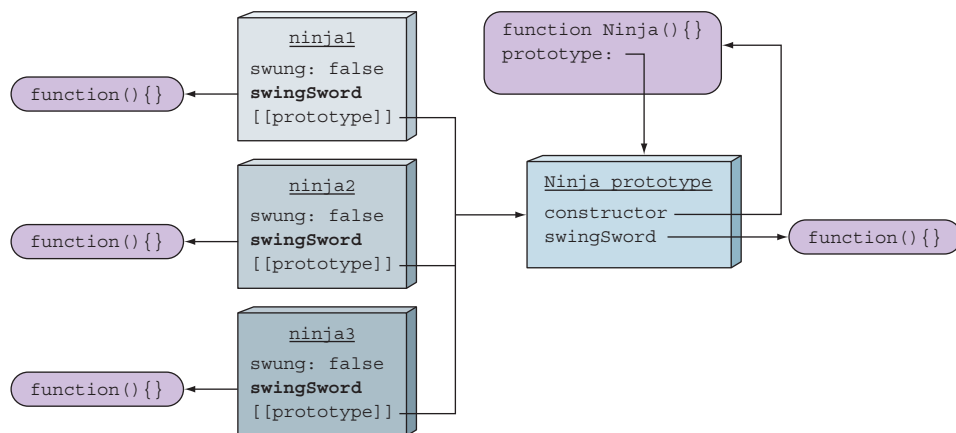 ninja1
swung: false
swingSword
[[prototype]]
function(){}
ninja2
swung: false
swingSword
[[prototype]]
function(){}
ninja3
swung: false
swingSword
[[prototype]]
function(){}
function Ninja(){}
prototype:
Ninja prototype
constructor
swingSword
function(){}